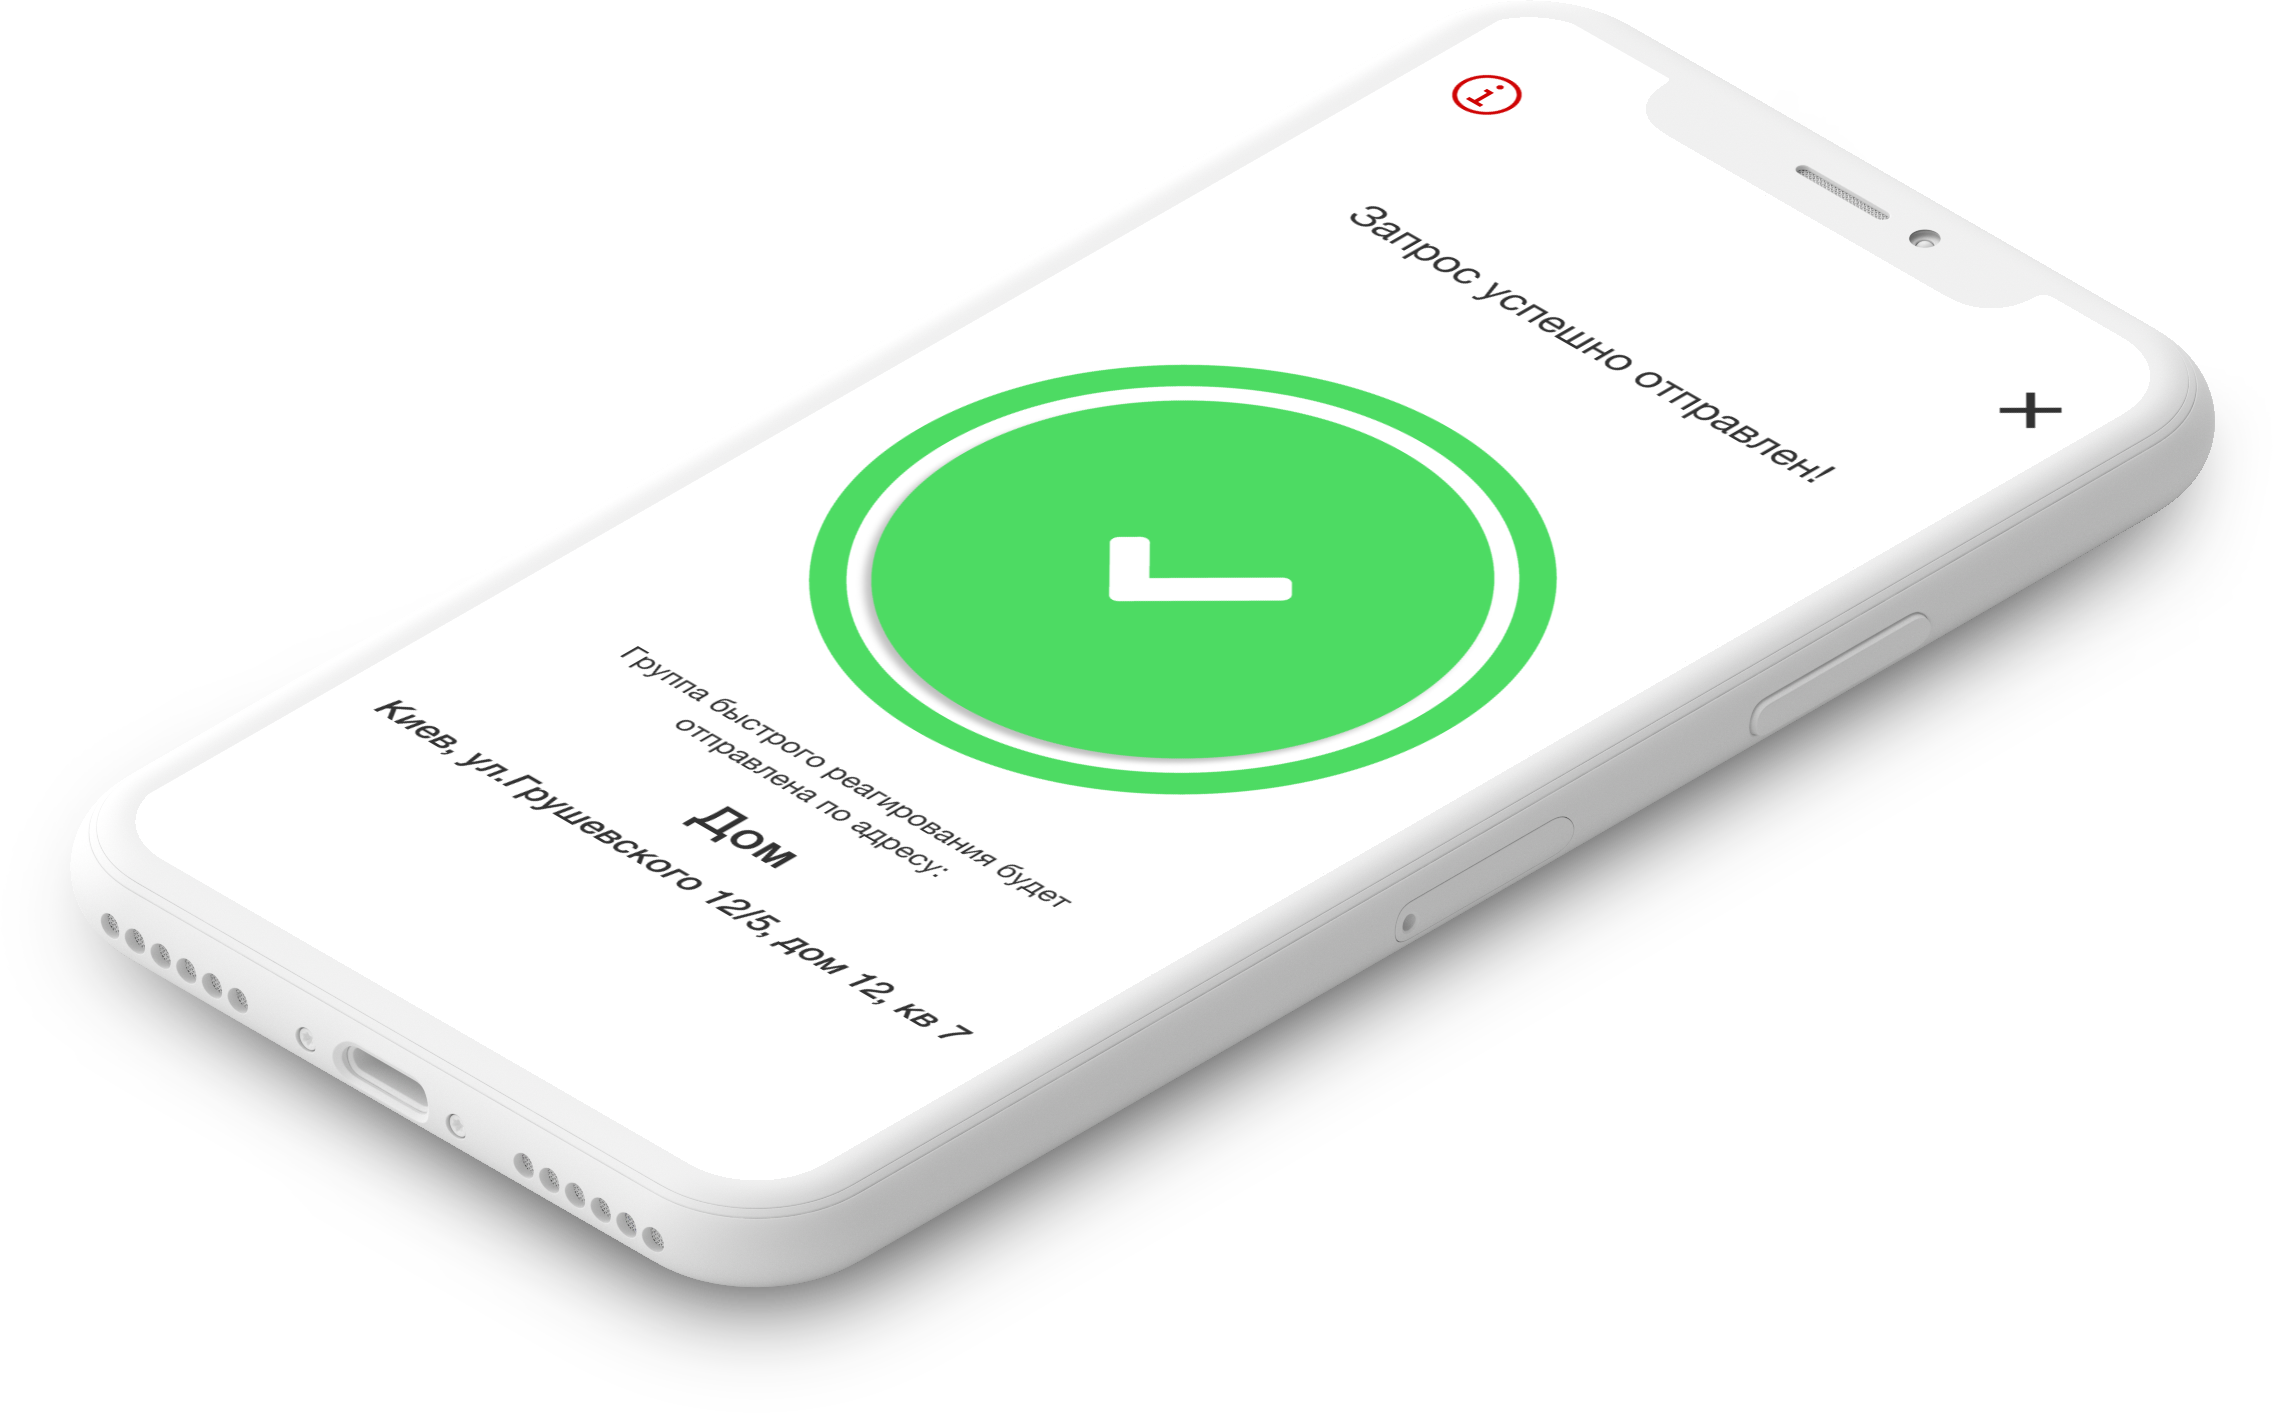 i
Запрос успешно отправлен!
Группа быстрого реагирования будет
отправлена по адресу:
Дом
Киев, ул.Грушевского 12/5, дом 12, кв 7